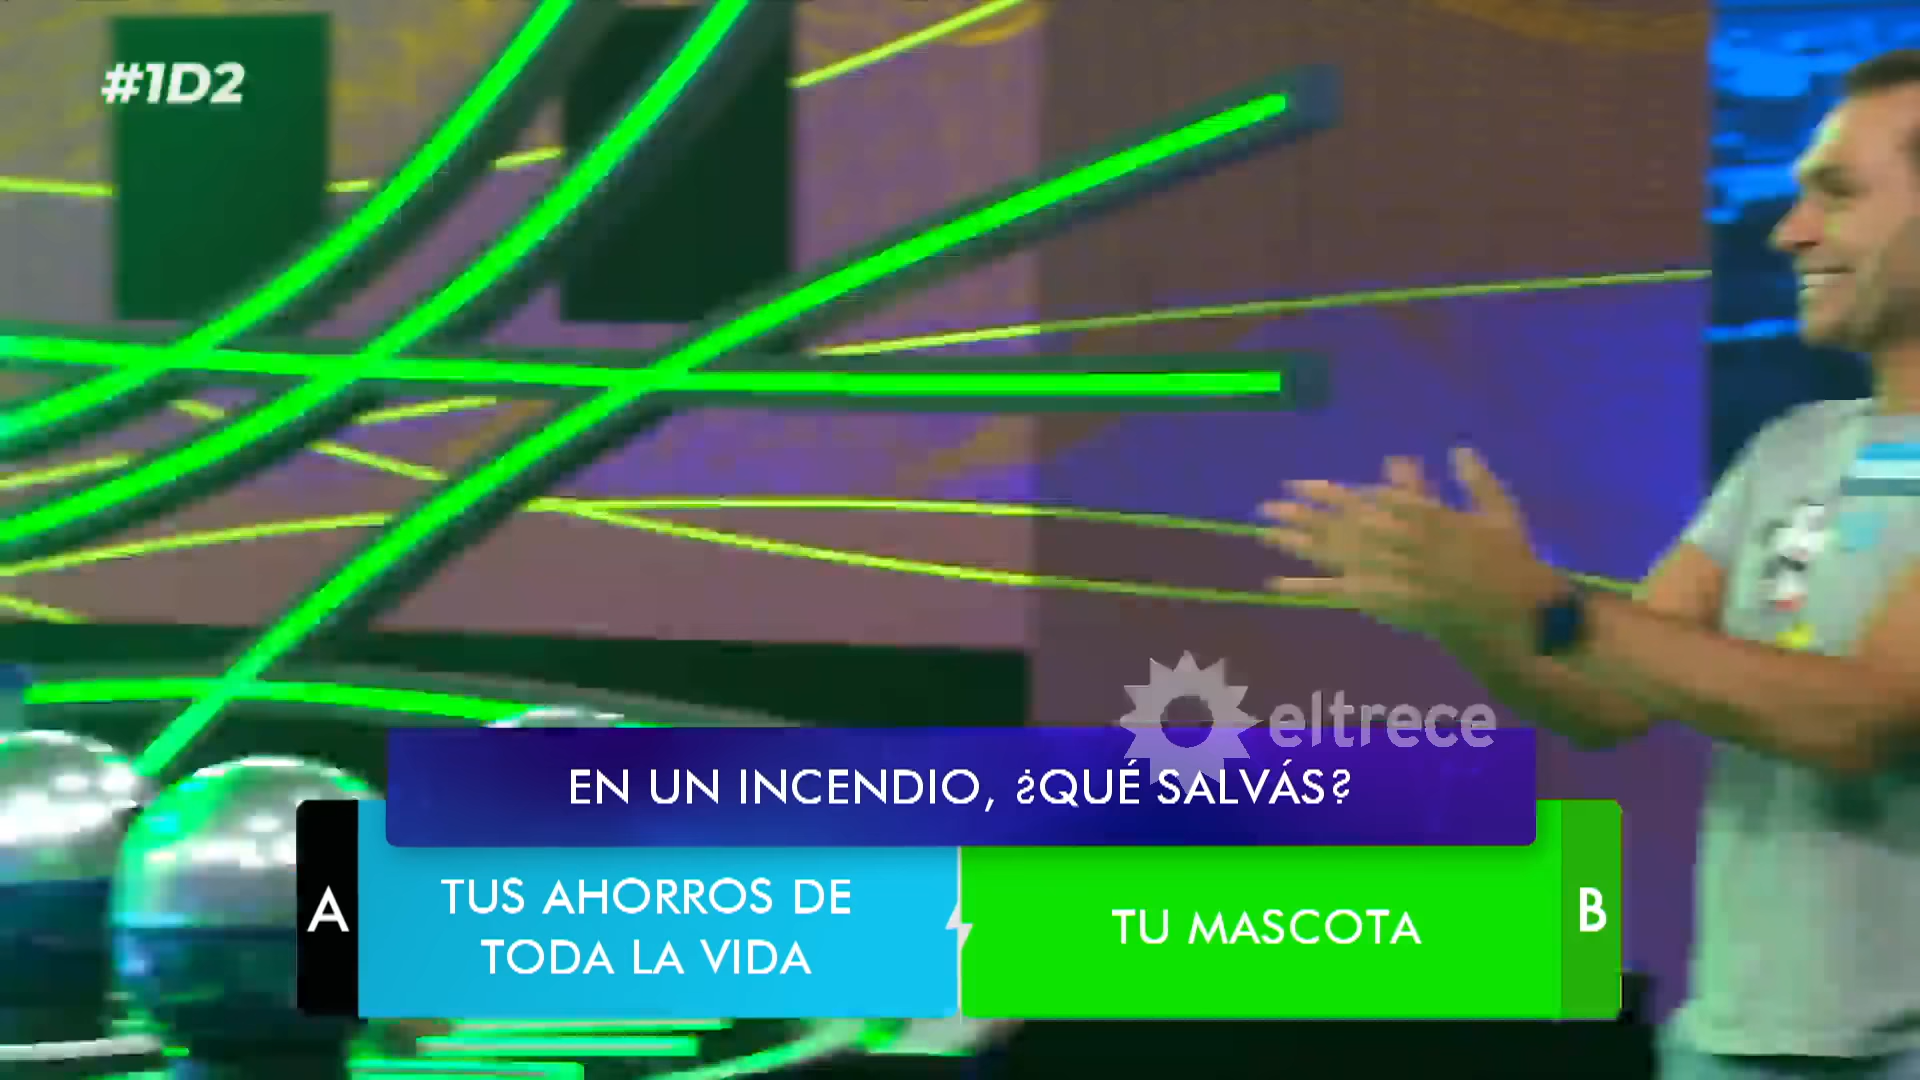 #1D2
eltrece
EN UN INCENDIO, ¿QUÉ SALVÁS?
A
TUS AHORROS DE
TODA LA VIDA
TU MASCOTA
B